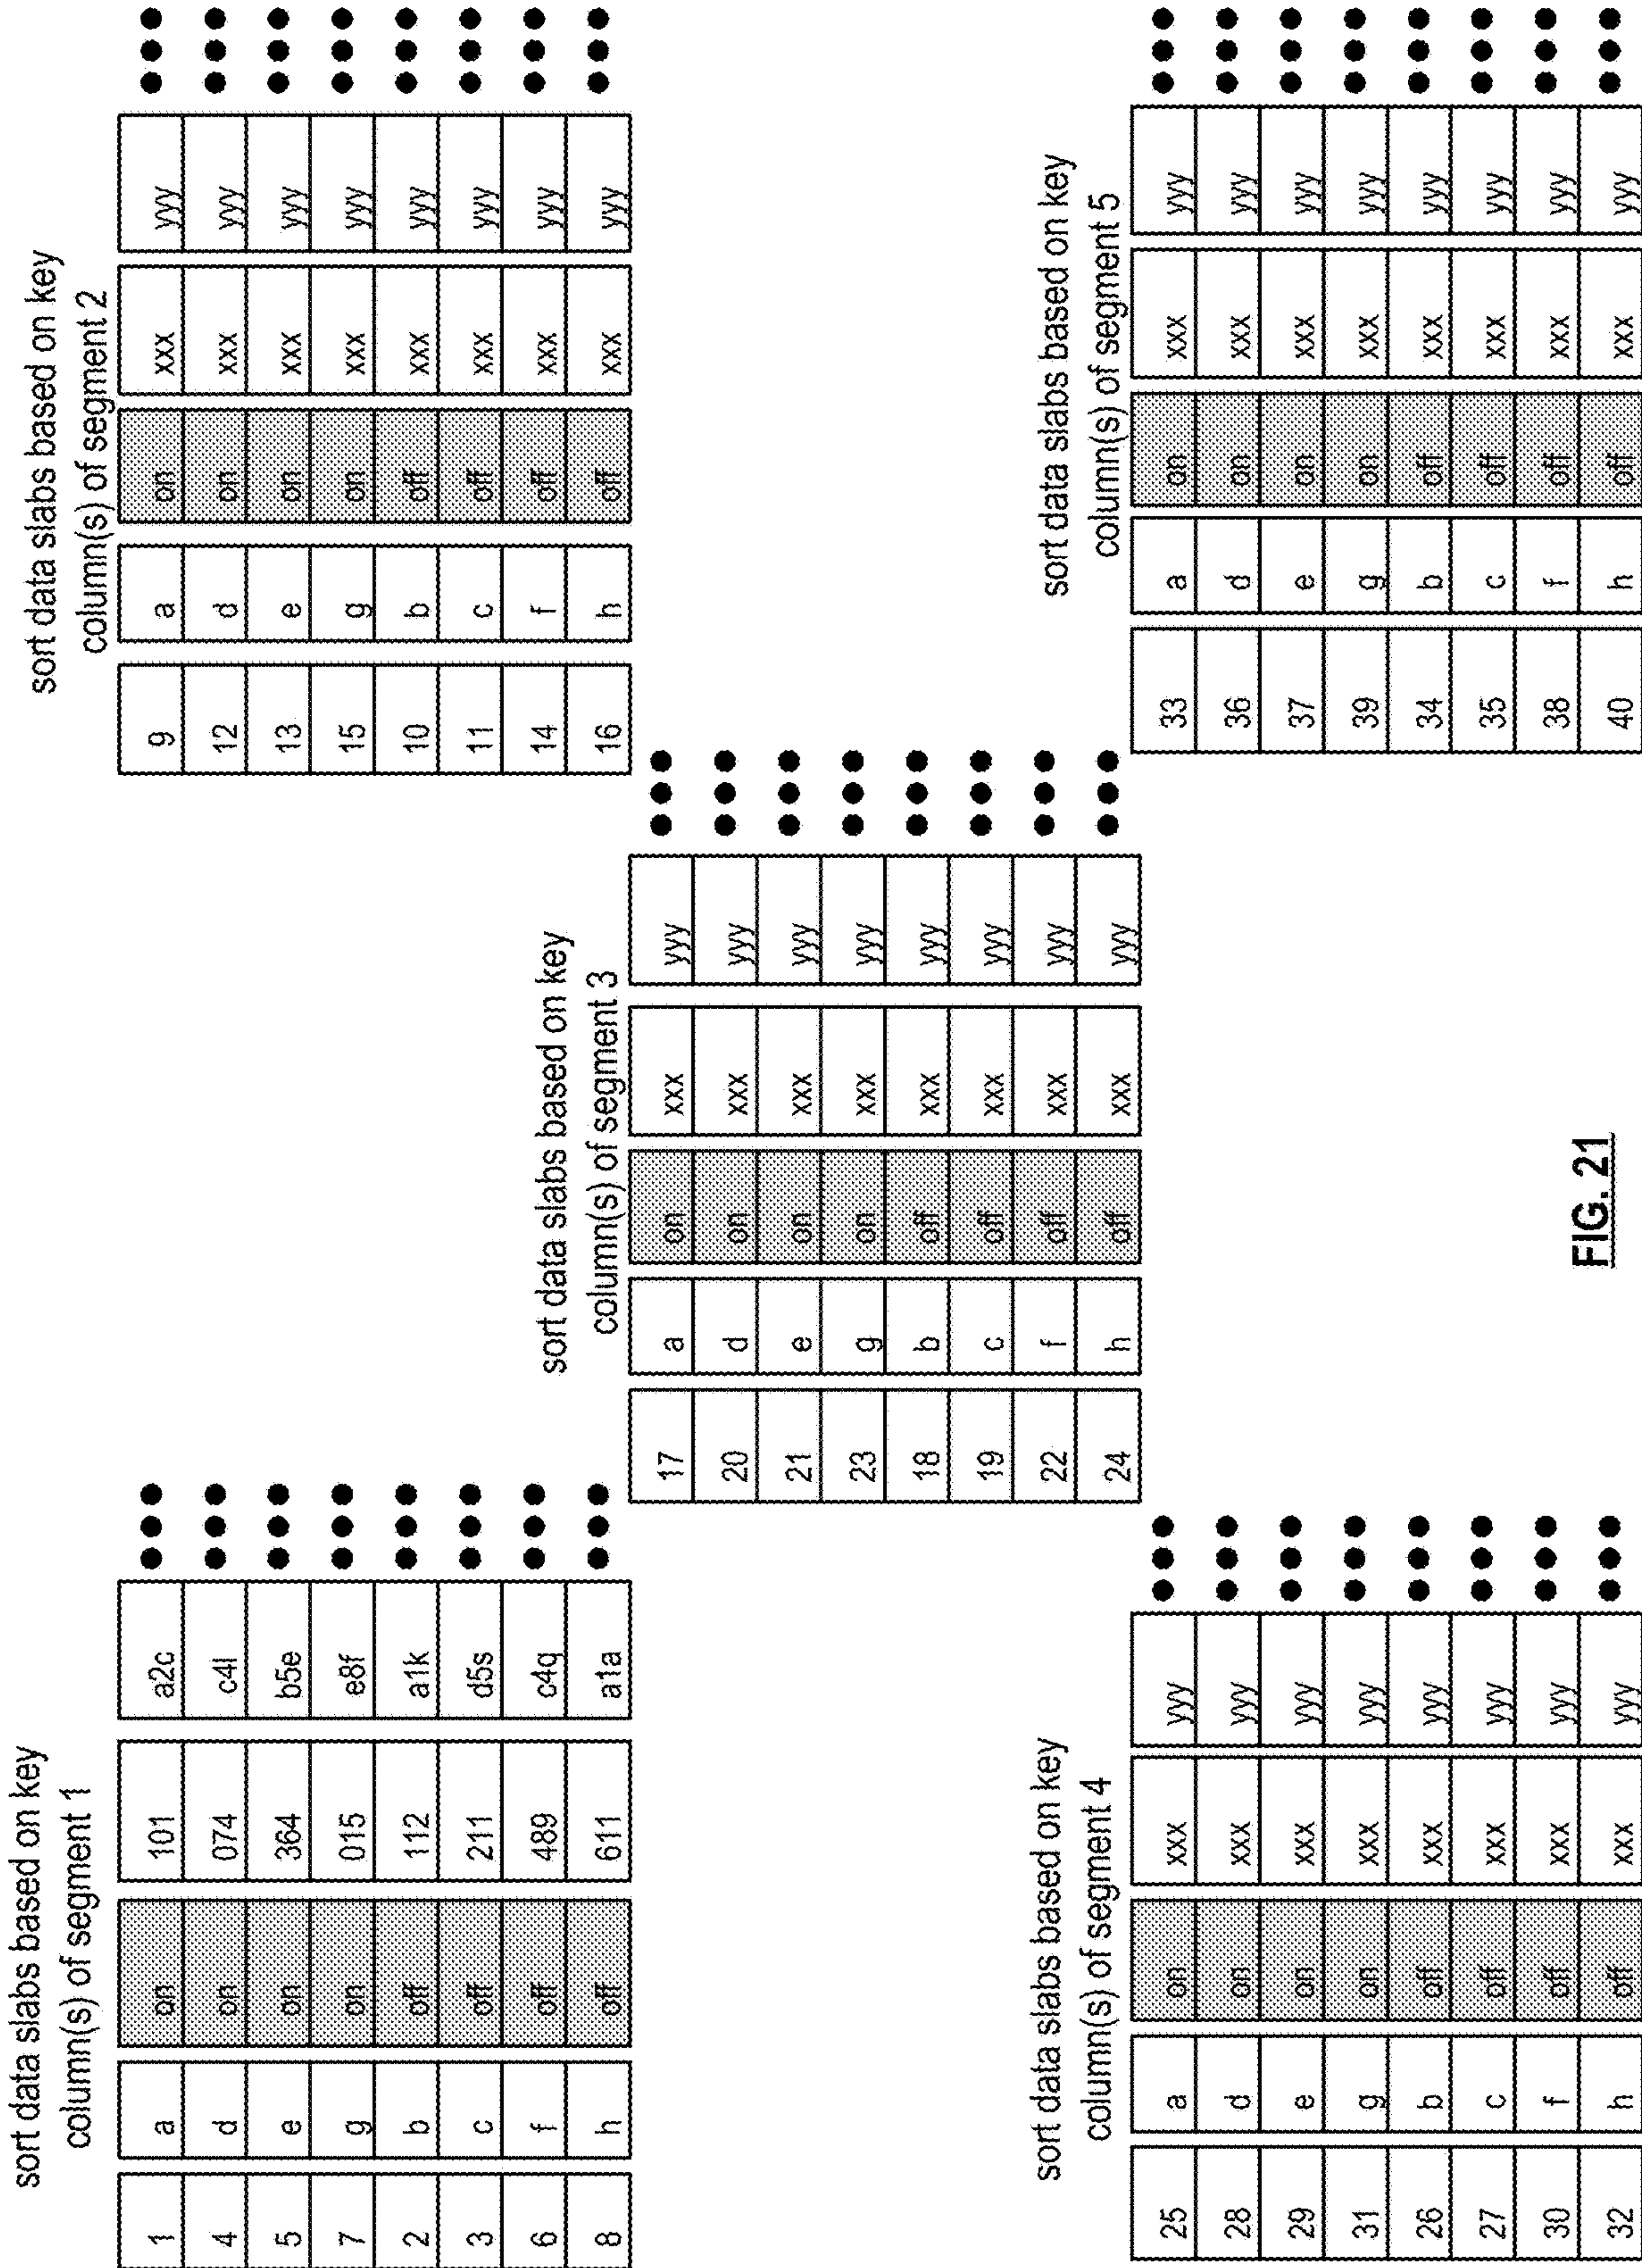 sort data slabs based on key
column(s) of segment 1
1 a on 101 a2c
4 d on 074 c4l
5 e on 364 b5e
7 g on 015 e8f
2 b off 112 a1k
3 c off 211 d5s
6 f off 489 c4q
8 h off 611 a1a
sort data slabs based on key
column(s) of segment 2
9 a on xxx yyy
12 d on xxx yyy
13 e on xxx yyy
15 g on xxx yyy
10 b off xxx yyy
11 c off xxx yyy
14 f off xxx yyy
16 h off xxx yyy
sort data slabs based on key
column(s) of segment 3
17 a on xxx yyy
20 d on xxx yyy
21 e on xxx yyy
23 g on xxx yyy
18 b off xxx yyy
19 c off xxx yyy
22 f off xxx yyy
24 h off xxx yyy
sort data slabs based on key
column(s) of segment 4
25 a on xxx yyy
28 d on xxx yyy
29 e on xxx yyy
31 g on xxx yyy
26 b off xxx yyy
27 c off xxx yyy
30 f off xxx yyy
32 h off xxx yyy
sort data slabs based on key
column(s) of segment 5
33 a on xxx yyy
36 d on xxx yyy
37 e on xxx yyy
39 g on xxx yyy
34 b off xxx yyy
35 c off xxx yyy
38 f off xxx yyy
40 h off xxx yyy
FIG. 21